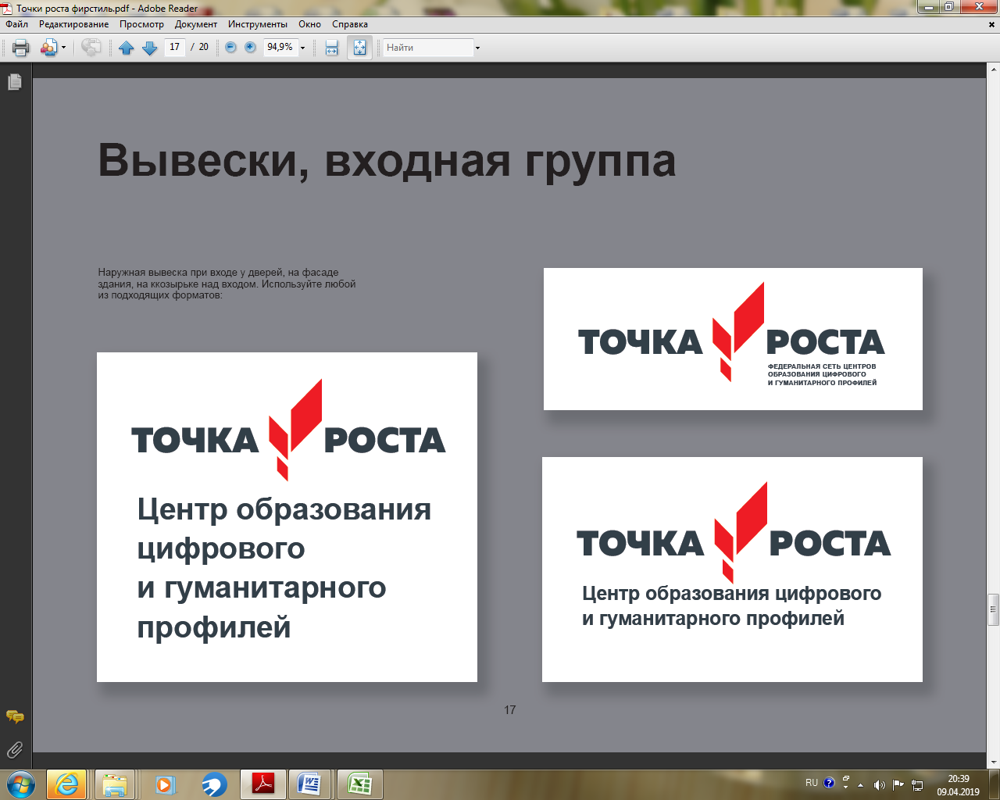 Точки роста фирстиль.pdf - Adobe Reader
Файл Редактирование Просмотр Документ Инструменты Окно Справка
17 / 20 94,9% Найти
Вывески, входная группа
Наружная вывеска при входе у дверей, на фасаде
здания, на ккозырьке над входом. Используйте любой
из подходящих форматов:
ТОЧКА РОСТА
Центр образования
цифрового
и гуманитарного
профилей
ТОЧКА РОСТА
ФЕДЕРАЛЬНАЯ СЕТЬ ЦЕНТРОВ
ОБРАЗОВАНИЯ ЦИФРОВОГО
И ГУМАНИТАРНОГО ПРОФИЛЕЙ
ТОЧКА РОСТА
Центр образования цифрового
и гуманитарного профилей
17
RU
20:39
09.04.2019